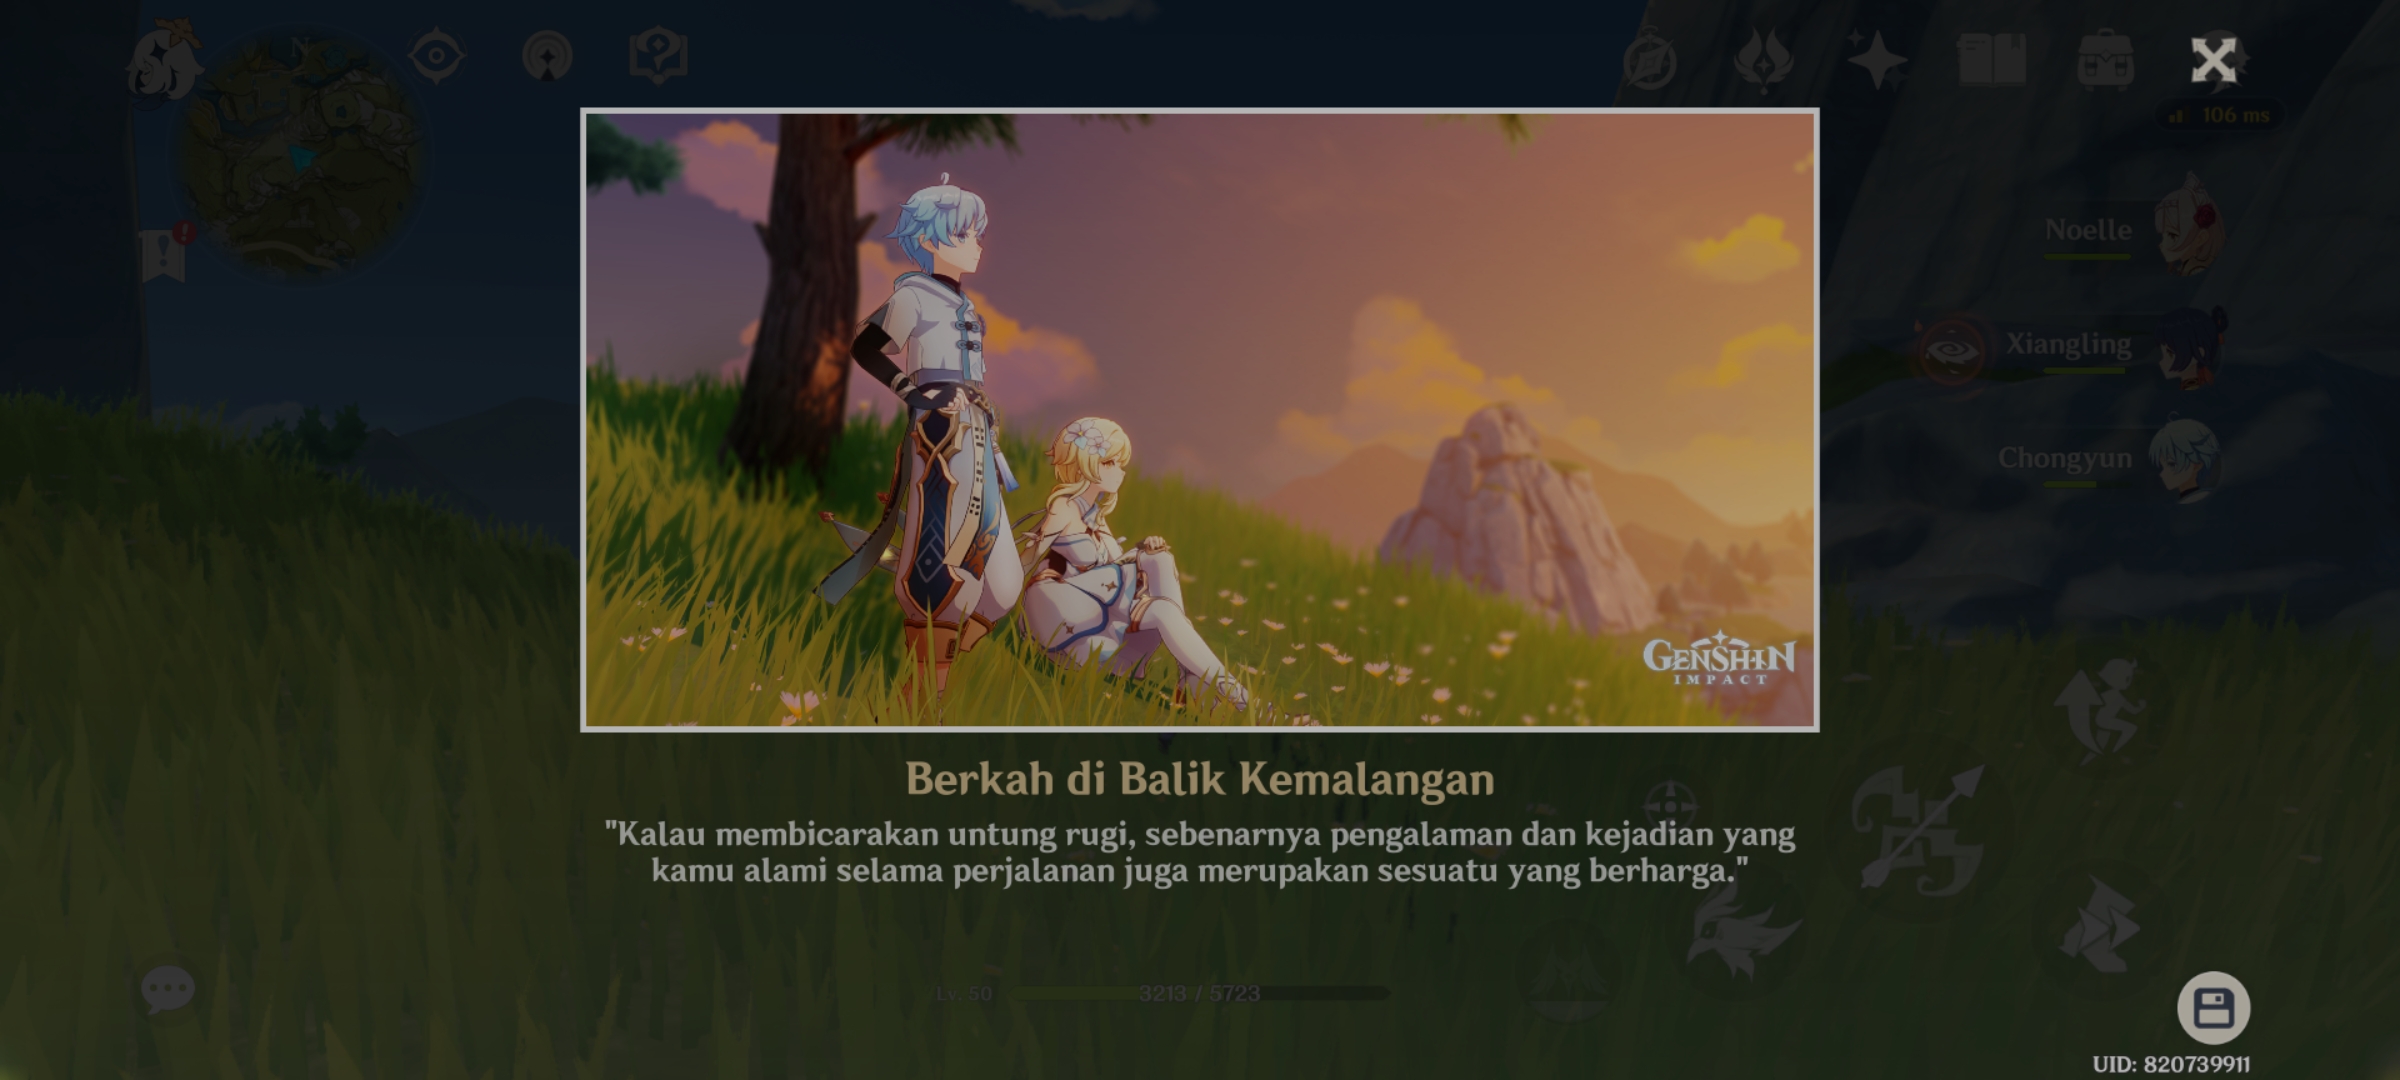 N
106 ms
Noelle
Xiangling
Chongyun
GENSHIN
IMPACT
Berkah di Balik Kemalangan
"Kalau membicarakan untung rugi, sebenarnya pengalaman dan kejadian yang
kamu alami selama perjalanan juga merupakan sesuatu yang berharga."
Lv. 50
3213 / 5723
UID: 820739911